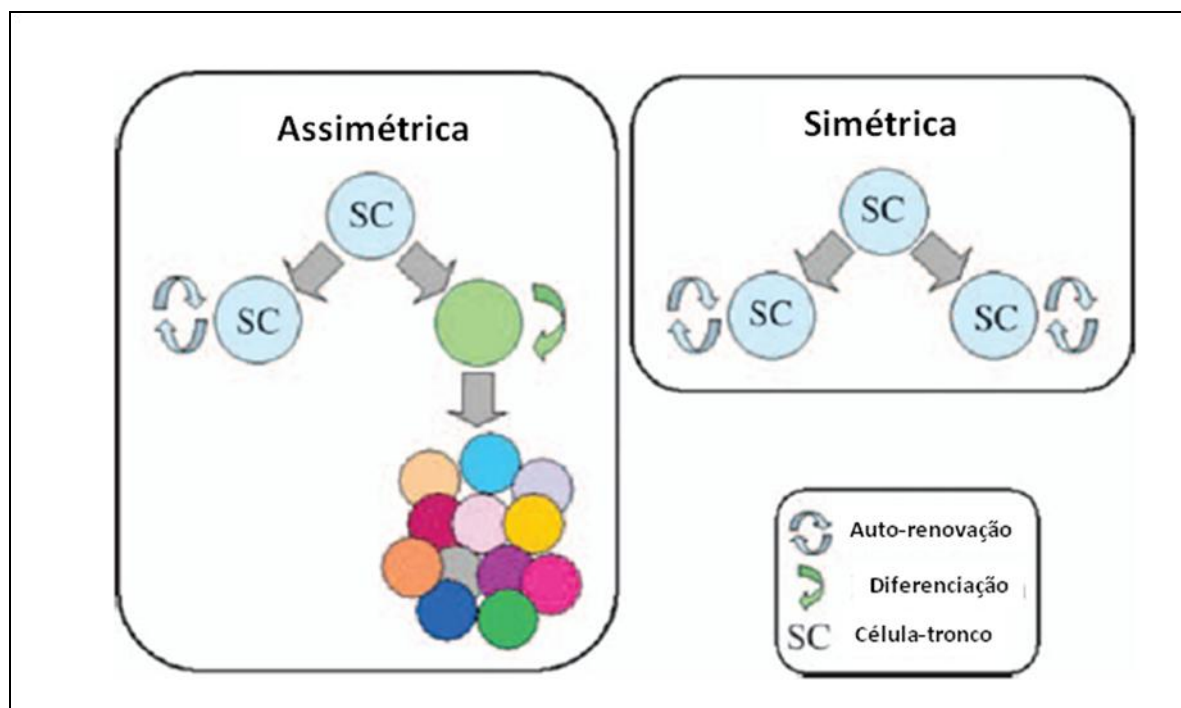 Assimétrica
SC
SC
Simétrica
SC
SC
SC
Auto-renovação
Diferenciação
SC Célula-tronco